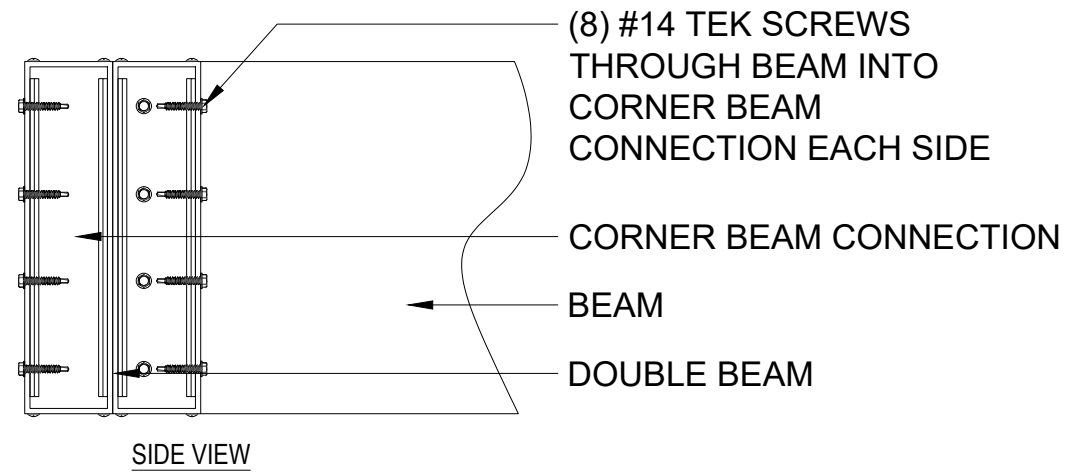 (8) #14 TEK SCREWS
THROUGH BEAM INTO
CORNER BEAM
CONNECTION EACH SIDE
CORNER BEAM CONNECTION
BEAM
DOUBLE BEAM
SIDE VIEW